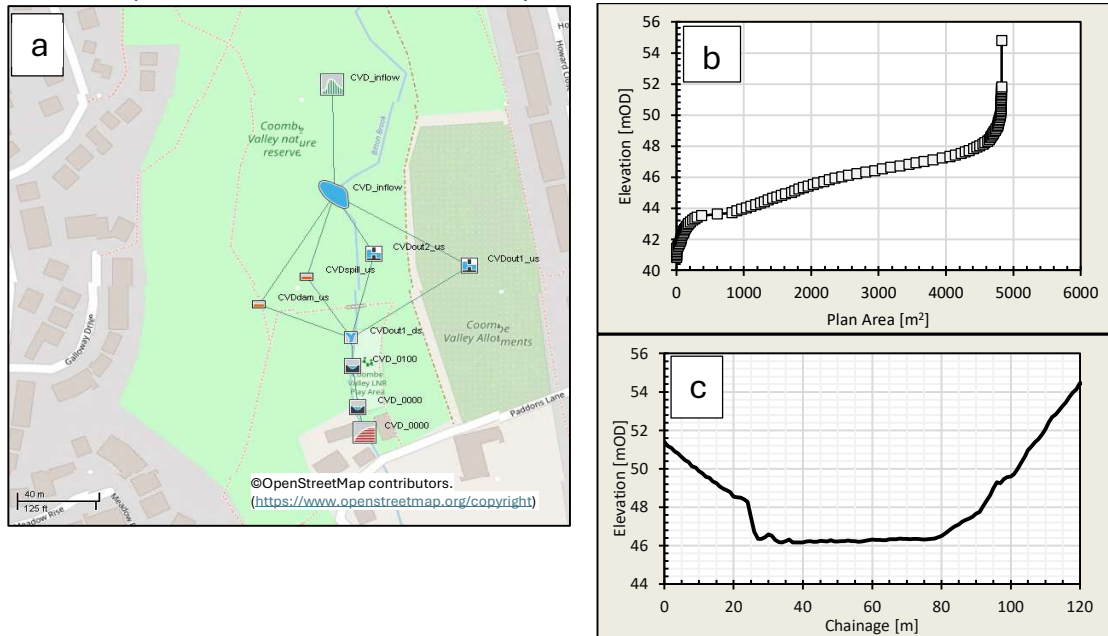 a
CVD_inflow
Howard Close
Coombe
Valley nature
reserve
Bitton Brook
CVD_inflow
CVDout2_us
CVDout1_us
CVDspill_us
CVDdam_us
Galloway Drive
CVDout1_ds
Coombe
Valley Allotments
CVD_0100
Coombe
Valley LNR
Play Area
CVD_0000
Paddons Lane
CVD_0000
©OpenStreetMap contributors.
(https://www.openstreetmap.org/copyright)
40 m
125 ft
Meadow Rise
b
56
54
52
50
48
46
44
42
40
Elevation [mOD]
0 1000 2000 3000 4000 5000 6000
Plan Area [m²]
c
56
54
52
50
48
46
44
Elevation [mOD]
0 20 40 60 80 100 120
Chainage [m]